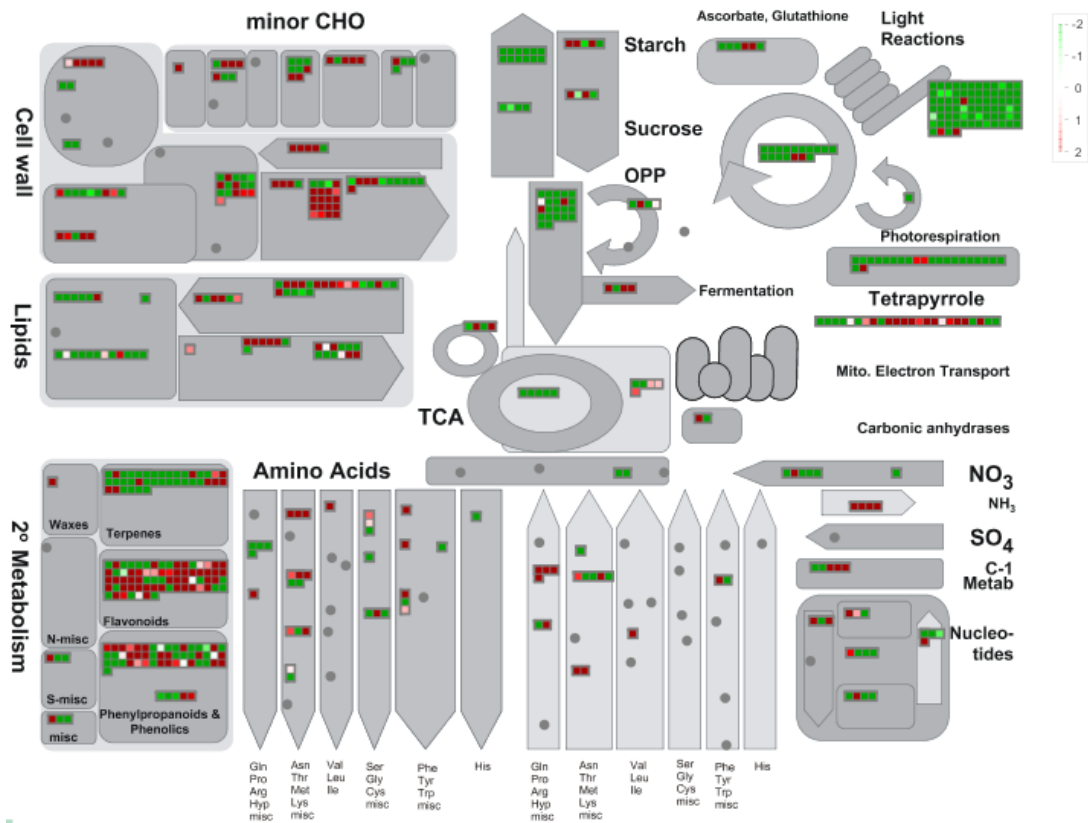 minor CHO
Ascorbate, Glutathione
Light
Reactions
-2
-1
0
1
2
Starch
Sucrose
OPP
Cell wall
Photorespiration
Fermentation
Tetrapyrrole
Lipids
Mito. Electron Transport
TCA
Carbonic anhydrases
Amino Acids
NO3
NH3
SO4
C-1
Metab
Nucleo-
tides
2º Metabolism
Waxes
Terpenes
N-misc
Flavonoids
S-misc
Phenylpropanoids &
Phenolics
misc
Gln
Pro
Arg
Hyp
misc
Asn
Thr
Met
Lys
misc
Val
Leu
Ile
Ser
Gly
Cys
misc
Phe
Tyr
Trp
misc
His
Gln
Pro
Arg
Hyp
misc
Asn
Thr
Met
Lys
misc
Val
Leu
Ile
Ser
Gly
Cys
misc
Phe
Tyr
Trp
misc
His